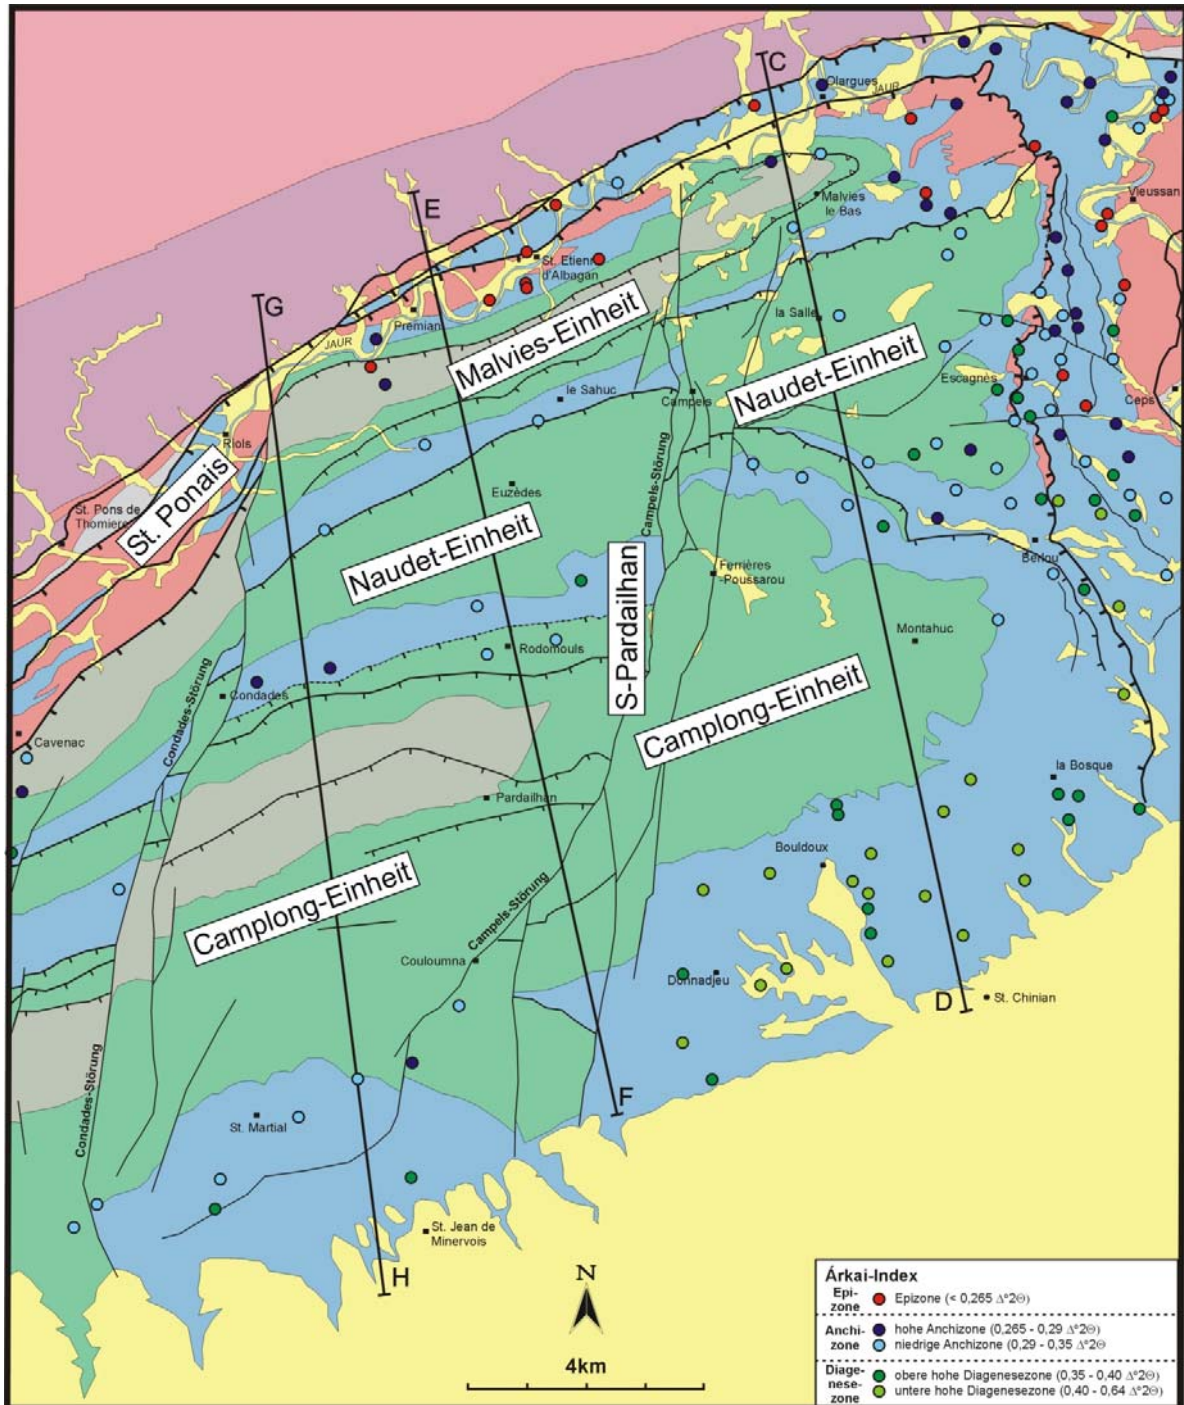 C
Olargues
JAUR
E
Malvies
le Bas
Vieussan
St. Etienne
d'Albagan
G
Premian
JAUR
la Salle
Malvies-Einheit
Naudet-Einheit
Escagnès
le Sahuc
Campels
Ceps
Riols
St. Ponais
St. Pons de
Thomieres
Campels-Störung
Euzèdes
Naudet-Einheit
Berlou
Ferrières
-Poussarou
S-Pardailhan
Montahuc
Rodomouls
Condades
Condades-Störung
Camplong-Einheit
Cavenac
la Bosque
Pardailhan
Bouldoux
Camplong-Einheit
Campels-Störung
Couloumna
Donnadjeu
D
St. Chinian
Condades-Störung
F
St. Martial
St. Jean de
Minervois
H
N
4km
Árkai-Index
Epi-
zone
Epizone (< 0,265 Δ°2Θ)
Anchi-
zone
hohe Anchizone (0,265 - 0,29 Δ°2Θ)
niedrige Anchizone (0,29 - 0,35 Δ°2Θ
Diage-
nese-
zone
obere hohe Diagenesezone (0,35 - 0,40 Δ°2Θ)
untere hohe Diagenesezone (0,40 - 0,64 Δ°2Θ)